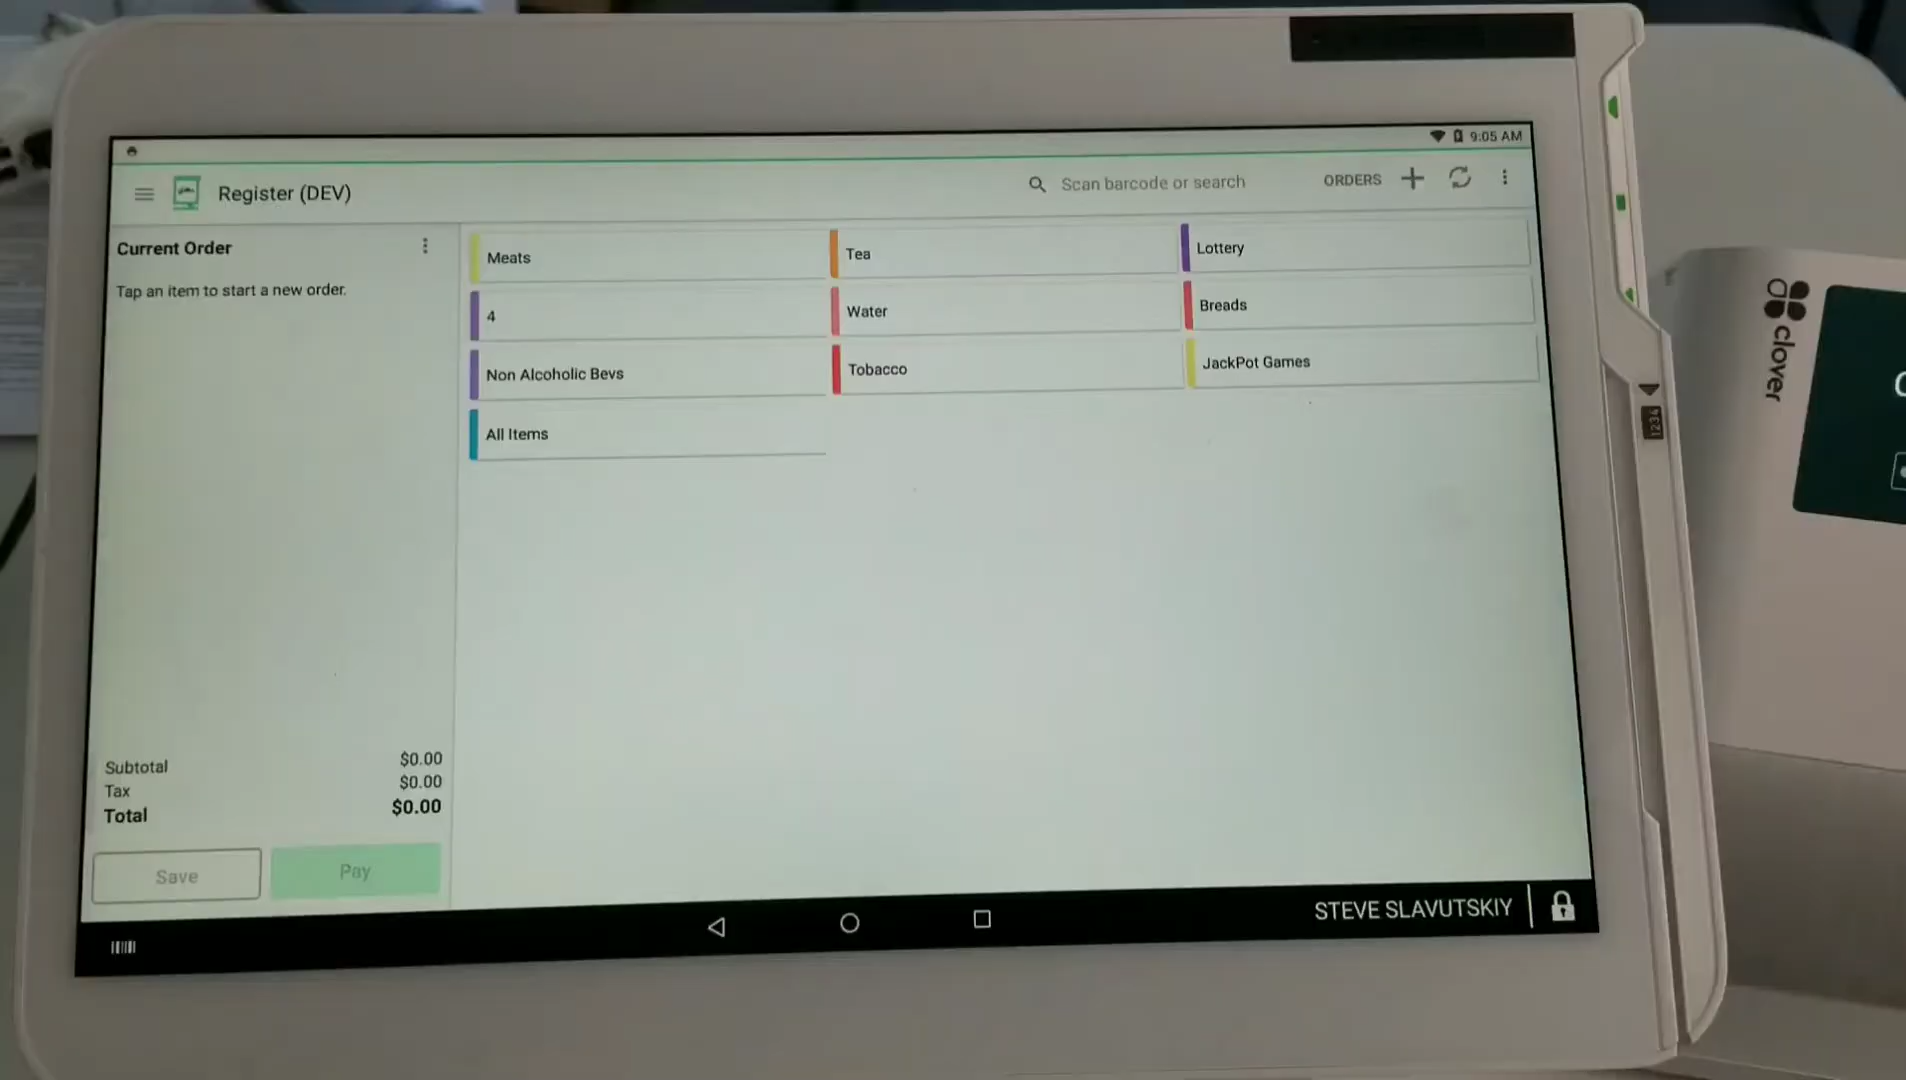 9:05 AM
Register (DEV)
Scan barcode or search
ORDERS
Current Order
Tap an item to start a new order.
Meats
Tea
Lottery
4
Water
Breads
Non Alcoholic Bevs
Tobacco
JackPot Games
All Items
Subtotal $0.00
Tax $0.00
Total $0.00
Save
Pay
STEVE SLAVUTSKIY
1234
clover